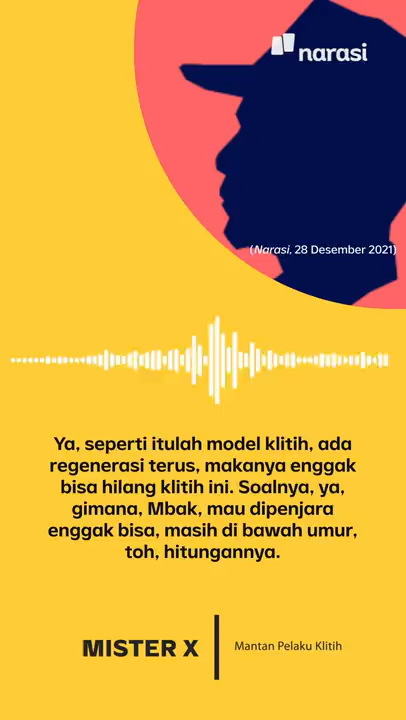 narasi
(Narasi, 28 Desember 2021)
Ya, seperti itulah model klitih, ada
regenerasi terus, makanya enggak
bisa hilang klitih ini. Soalnya, ya,
gimana, Mbak, mau dipenjara
enggak bisa, masih di bawah umur,
toh, hitungannya.
MISTER X
Mantan Pelaku Klitih